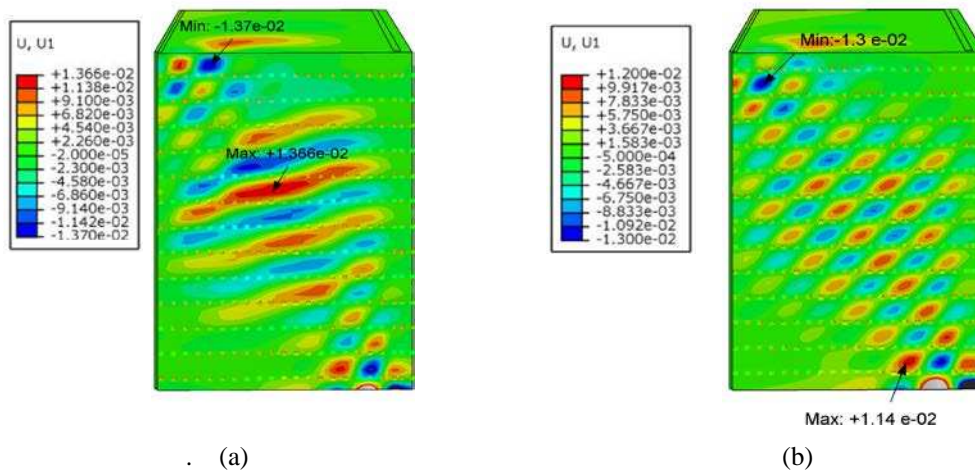 U, U1
+1.366e-02
+1.138e-02
+9.100e-03
+6.820e-03
+4.540e-03
+2.260e-03
-2.000e-05
-2.300e-03
-4.580e-03
-6.860e-03
-9.140e-03
-1.142e-02
-1.370e-02
Min: -1.37e-02
Max: +1.366e-02
. (a)
U, U1
+1.200e-02
+9.917e-03
+7.833e-03
+5.750e-03
+3.667e-03
+1.583e-03
-5.000e-04
-2.583e-03
-4.667e-03
-6.750e-03
-8.833e-03
-1.092e-02
-1.300e-02
Min:-1.3 e-02
Max: +1.14 e-02
(b)